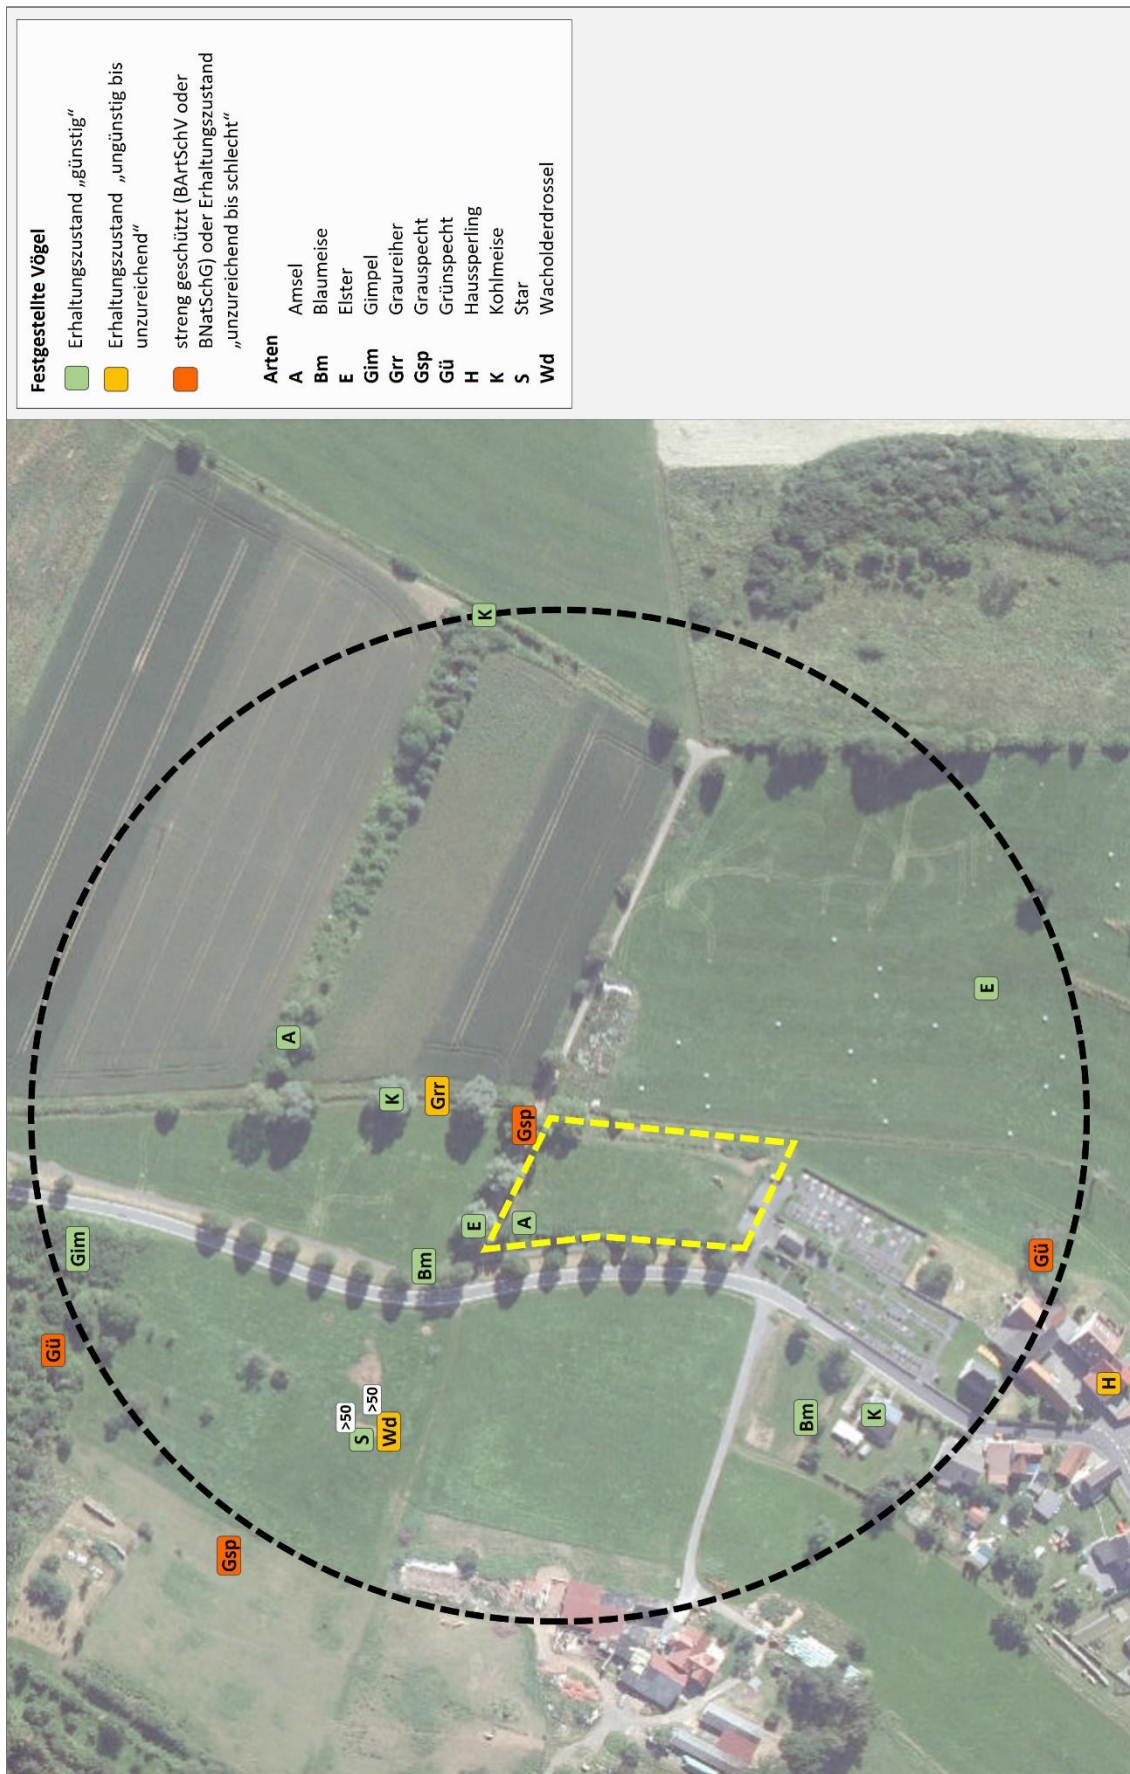 Festgestellte Vögel
Erhaltungszustand „günstig“
Erhaltungszustand „ungünstig bis
unzureichend“
streng geschützt (BArtSchV oder
BNatSchG) oder Erhaltungszustand
„unzureichend bis schlecht“
Arten
A Amsel
Bm Blaumeise
E Elster
Gim Gimpel
Grr Graureiher
Gsp Grauspecht
Gü Grünspecht
H Haussperling
K Kohlmeise
S Star
Wd Wacholderdrossel
Gü
Gim
Gsp
A
>50
S
>50
Wd
K
Bm
Grr
E
K
A
Gsp
Bm
K
E
Gü
H